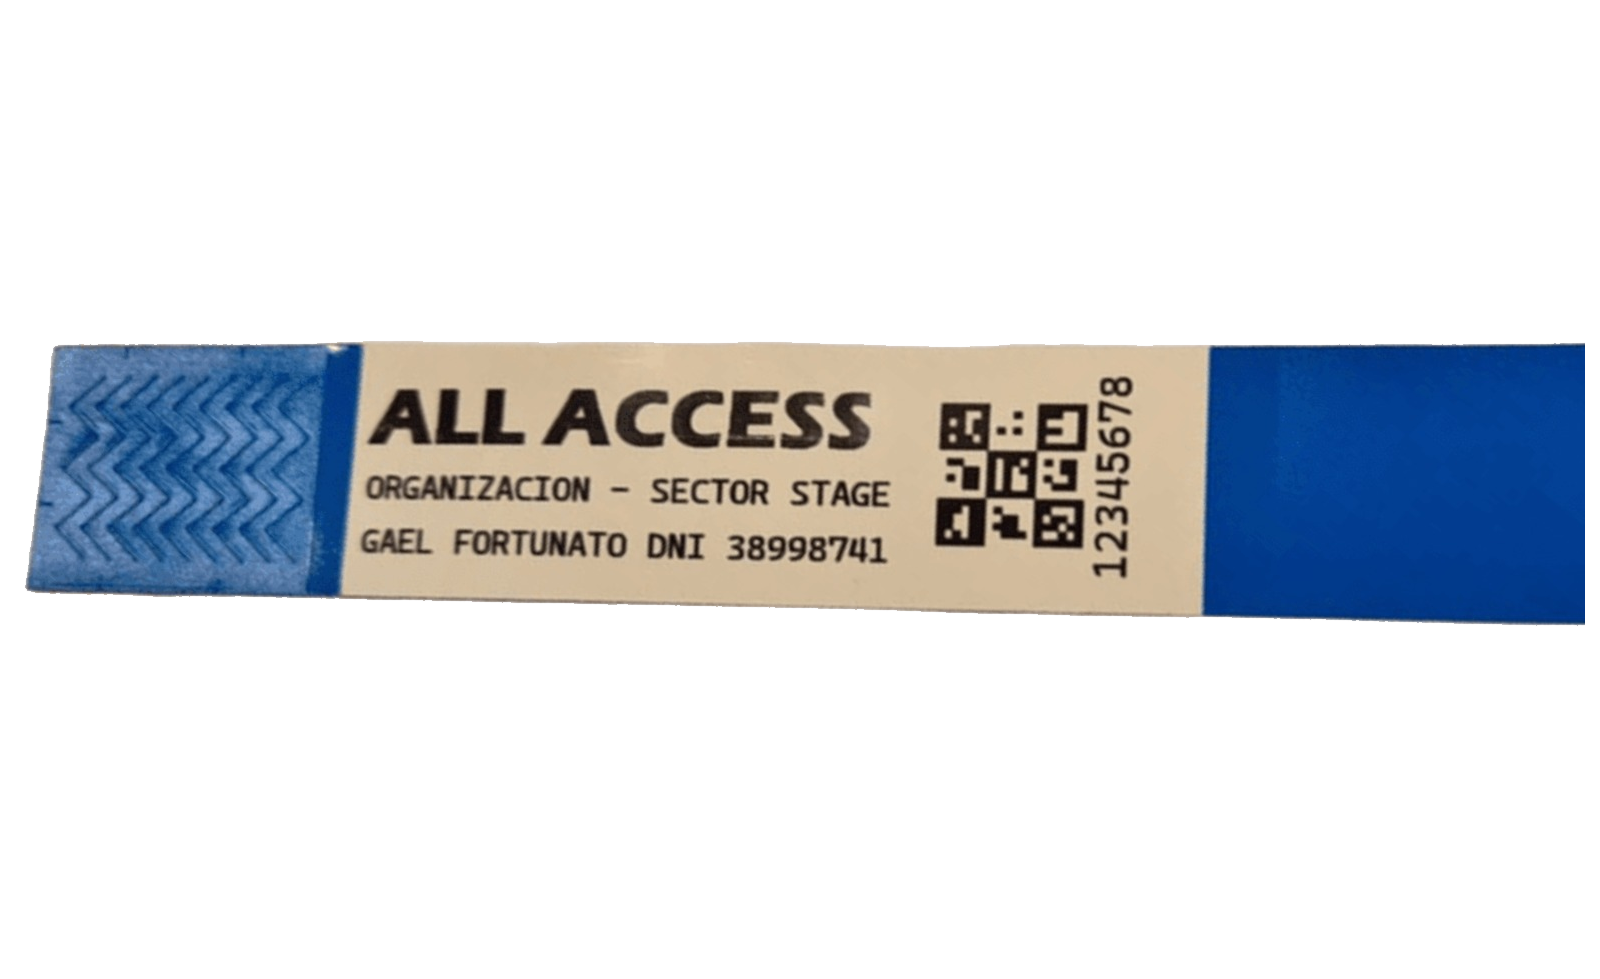 ALL ACCESS
ORGANIZACION - SECTOR STAGE
GAEL FORTUNATO DNI 38998741
12345678